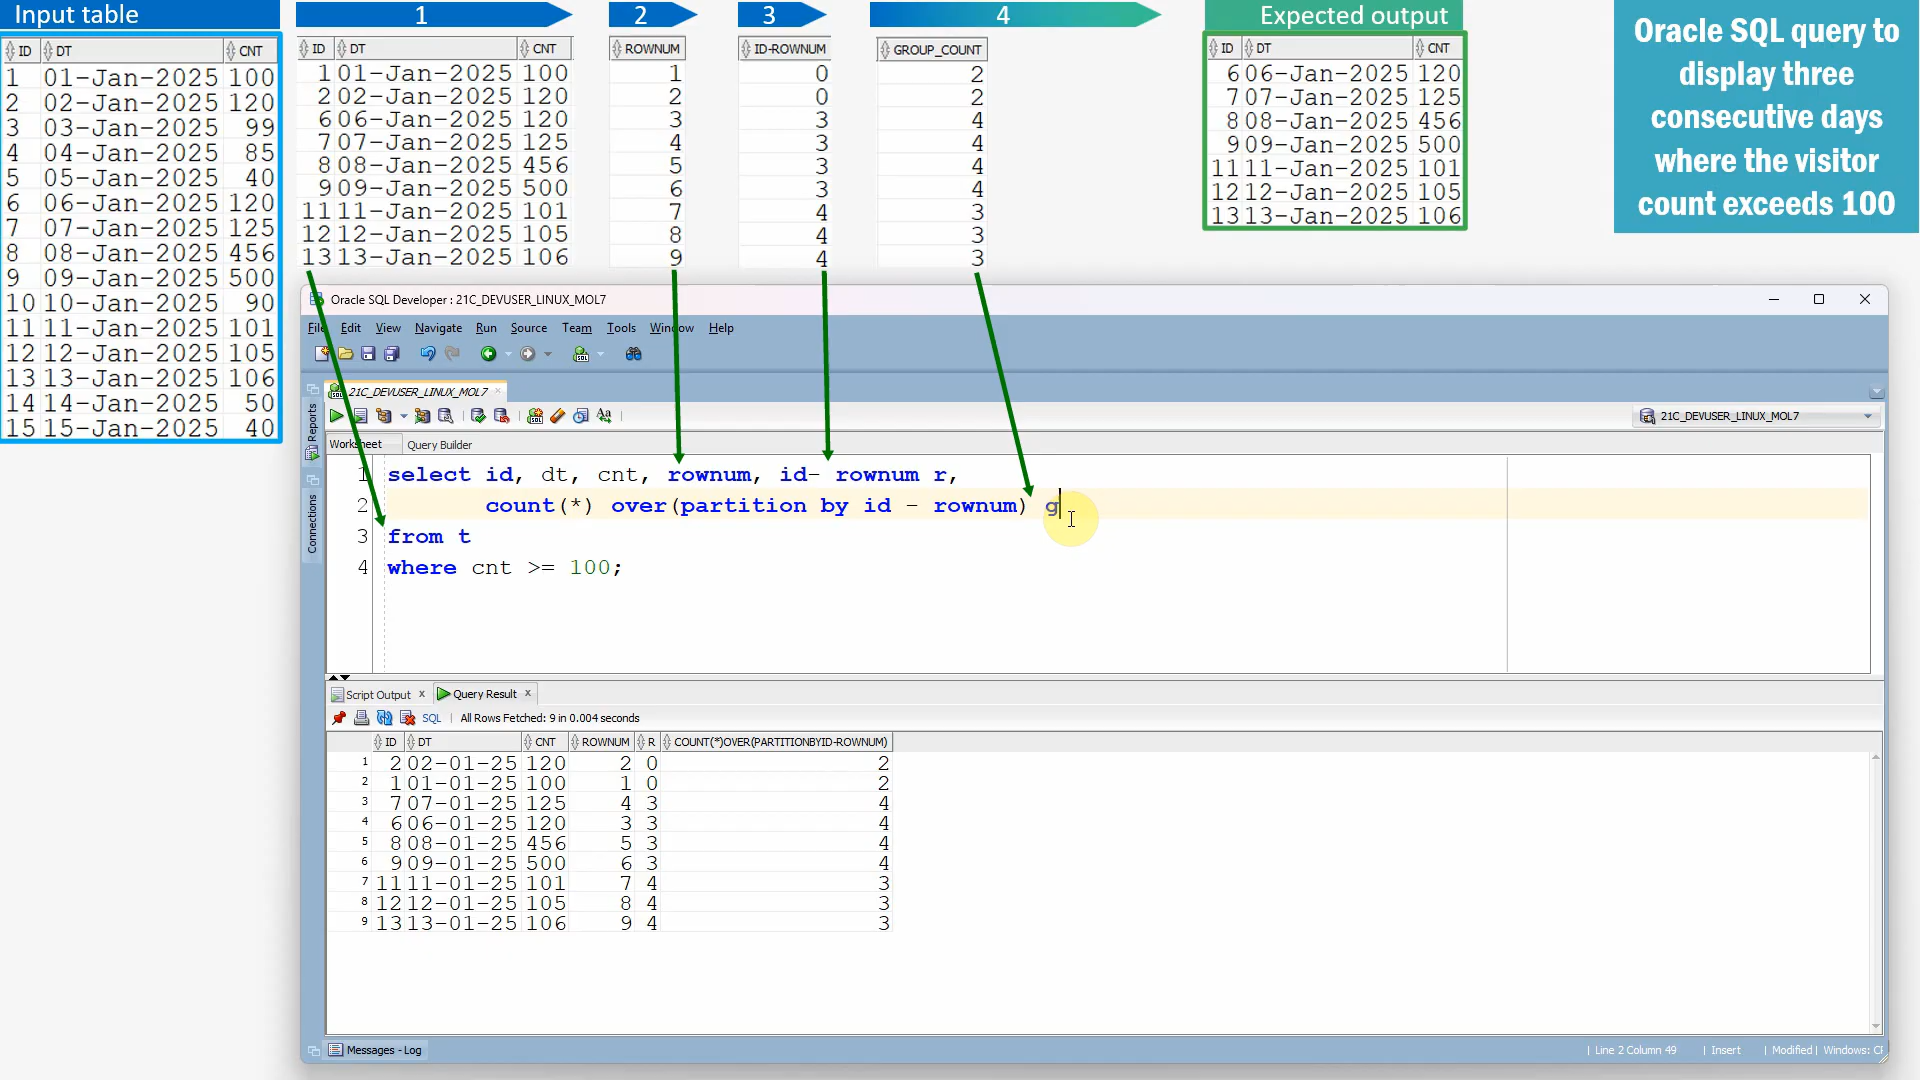 Input table
1
2
3
4
Expected output
Oracle SQL query to
display three
consecutive days
where the visitor
count exceeds 100
ID DT CNT
1 01-Jan-2025 100
2 02-Jan-2025 120
3 03-Jan-2025 99
4 04-Jan-2025 85
5 05-Jan-2025 40
6 06-Jan-2025 120
7 07-Jan-2025 125
8 08-Jan-2025 456
9 09-Jan-2025 500
10 10-Jan-2025 90
11 11-Jan-2025 101
12 12-Jan-2025 105
13 13-Jan-2025 106
14 14-Jan-2025 50
15 15-Jan-2025 40
ID DT CNT
1 01-Jan-2025 100
2 02-Jan-2025 120
6 06-Jan-2025 120
7 07-Jan-2025 125
8 08-Jan-2025 456
9 09-Jan-2025 500
11 11-Jan-2025 101
12 12-Jan-2025 105
13 13-Jan-2025 106
ROWNUM
1
2
3
4
5
6
7
8
9
ID-ROWNUM
0
0
3
3
3
3
4
4
4
GROUP_COUNT
2
2
4
4
4
4
3
3
3
ID DT CNT
6 06-Jan-2025 120
7 07-Jan-2025 125
8 08-Jan-2025 456
9 09-Jan-2025 500
11 11-Jan-2025 101
12 12-Jan-2025 105
13 13-Jan-2025 106
Oracle SQL Developer : 21C_DEVUSER_LINUX_MOL7
File Edit View Navigate Run Source Team Tools Window Help
21C_DEVUSER_LINUX_MOL7
21C_DEVUSER_LINUX_MOL7
Reports
Connections
Worksheet Query Builder
1 select id, dt, cnt, rownum, id- rownum r,
2 count(*) over(partition by id - rownum) g
3 from t
4 where cnt >= 100;
Script Output x Query Result x
SQL | All Rows Fetched: 9 in 0.004 seconds
ID DT CNT ROWNUM R COUNT(*)OVER(PARTITIONBYID-ROWNUM)
1 2 02-01-25 120 2 0 2
2 1 01-01-25 100 1 0 2
3 7 07-01-25 125 4 3 4
4 6 06-01-25 120 3 3 4
5 8 08-01-25 456 5 3 4
6 9 09-01-25 500 6 3 4
7 11 11-01-25 101 7 4 3
8 12 12-01-25 105 8 4 3
9 13 13-01-25 106 9 4 3
Messages - Log
| Line 2 Column 49 | Insert | Modified | Windows: CF